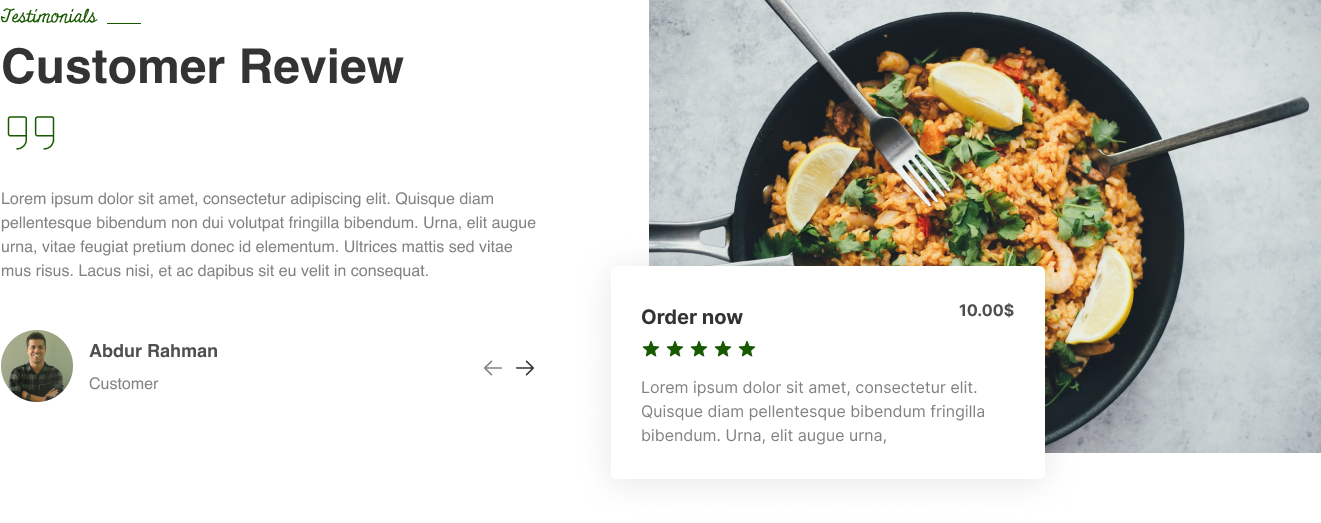 Testimonials
Customer Review
Lorem ipsum dolor sit amet, consectetur adipiscing elit. Quisque diam
pellentesque bibendum non dui volutpat fringilla bibendum. Urna, elit augue
urna, vitae feugiat pretium donec id elementum. Ultrices mattis sed vitae
mus risus. Lacus nisi, et ac dapibus sit eu velit in consequat.
Abdur Rahman
Customer
Order now
10.00$
Lorem ipsum dolor sit amet, consectetur elit.
Quisque diam pellentesque bibendum fringilla
bibendum. Urna, elit augue urna,